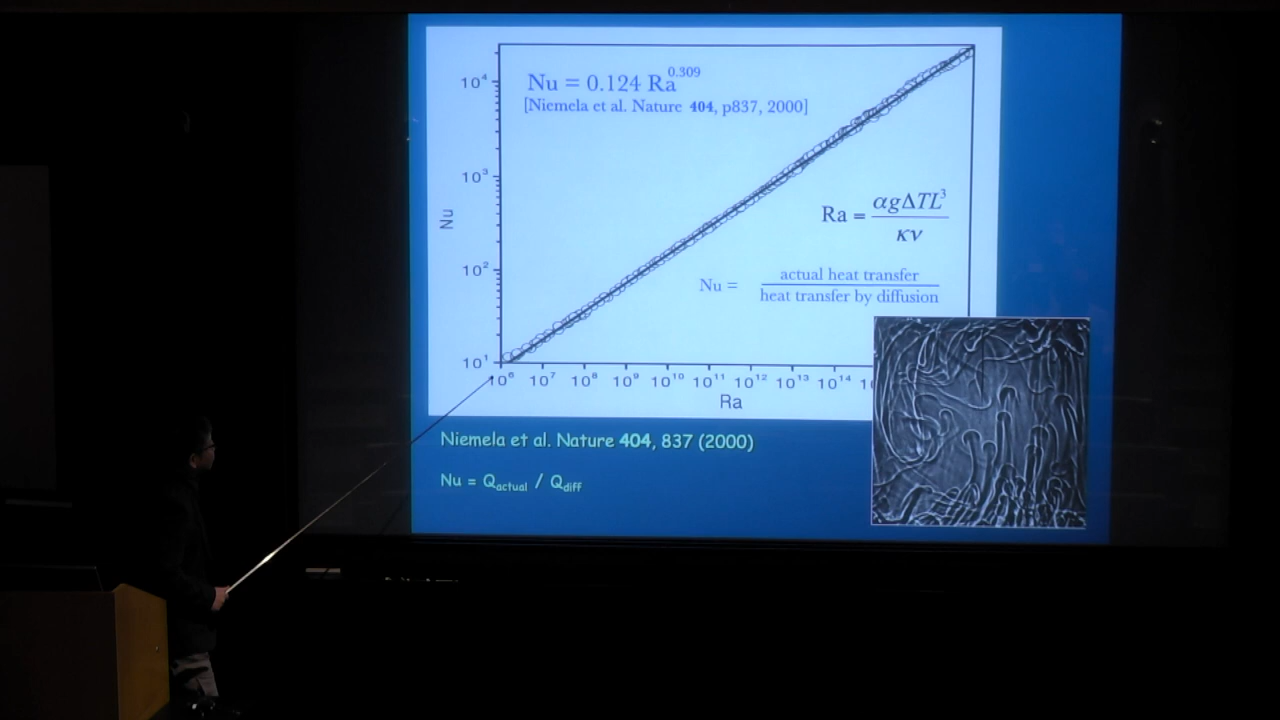 Nu = 0.124 Ra^0.309
[Niemela et al. Nature 404, p837, 2000]
10^4
10^3
Nu
Ra = αgΔTL^3 / κν
10^2
Nu = actual heat transfer / heat transfer by diffusion
10^1
10^6 10^7 10^8 10^9 10^10 10^11 10^12 10^13 10^14
Ra
Niemela et al. Nature 404, 837 (2000)
Nu = Q_actual / Q_diff